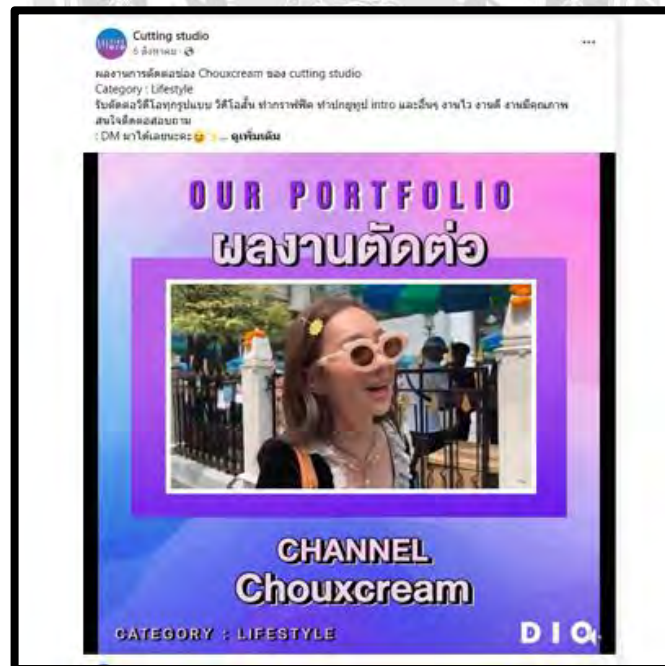 Cutting studio
6 สิงหาคม
ผลงานการตัดต่อช่อง Chouxcream ของ cutting studio
Category : Lifestyle
รับตัดต่อวิดีโอทุกรูปแบบ วิดีโอสั้น ทำกราฟฟิค ทำปกยูทูป intro และอื่นๆ งานไว งานดี งานมีคุณภาพ
สนใจติดต่อสอบถาม
: DM มาได้เลยนะคะ ... ดูเพิ่มเติม
OUR PORTFOLIO
ผลงานตัดต่อ
CHANNEL
Chouxcream
CATEGORY : LIFESTYLE
DIO